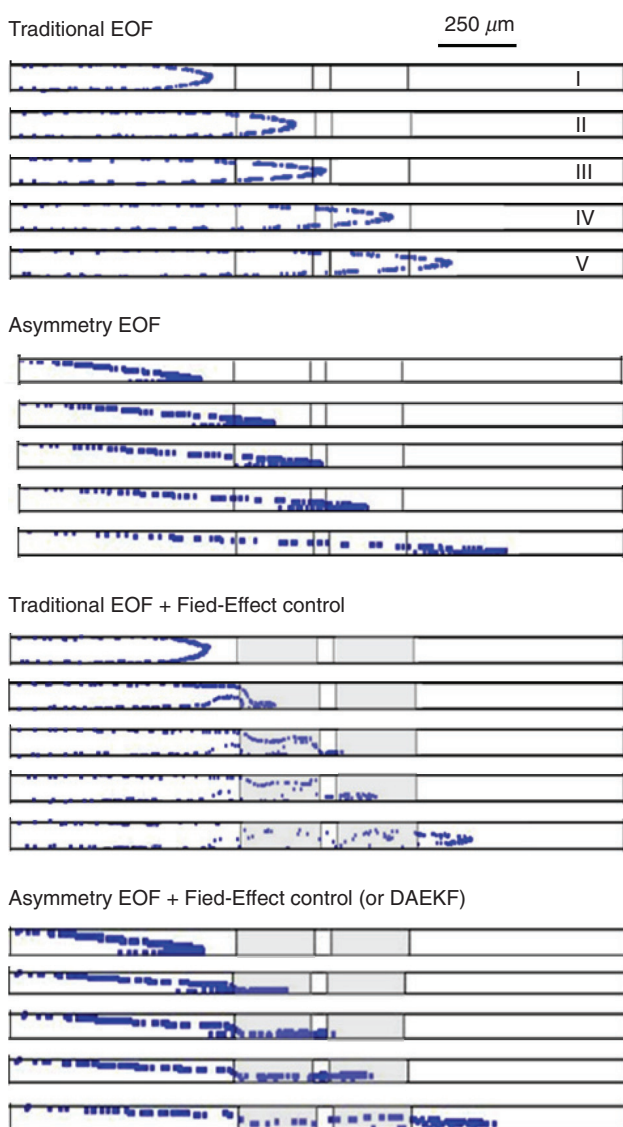 Traditional EOF
250 μm
I
II
III
IV
V
Asymmetry EOF
Traditional EOF + Fied-Effect control
Asymmetry EOF + Fied-Effect control (or DAEKF)